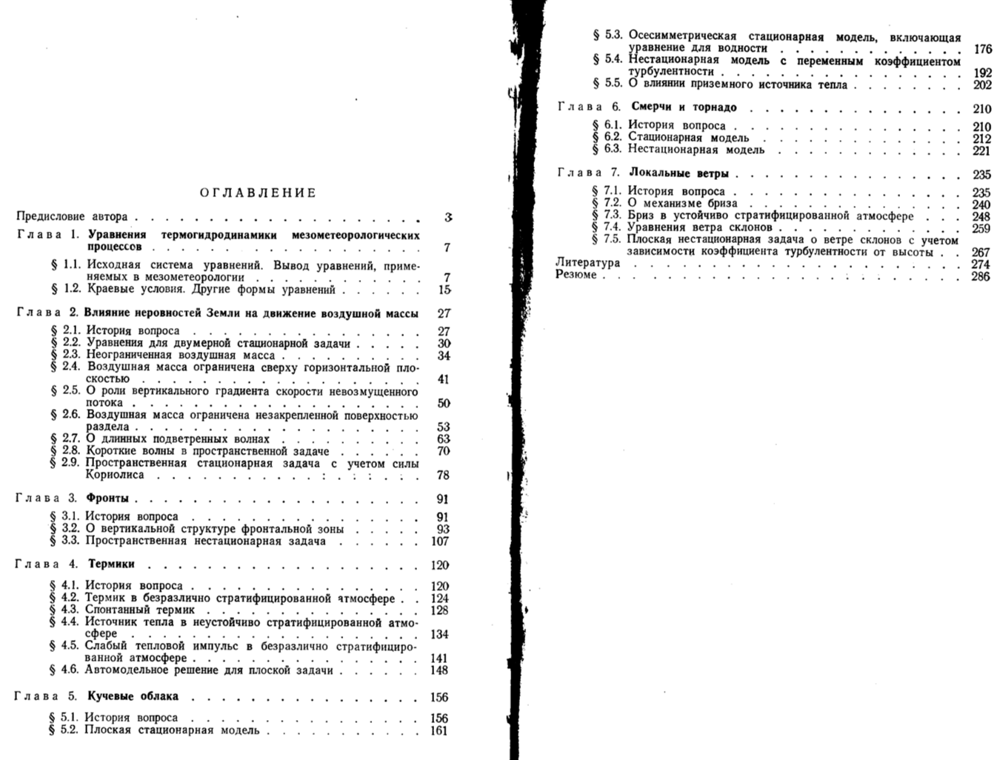 ОГЛАВЛЕНИЕ
Предисловие автора . . . . . . . . . . . . . . . . . . . 3
Глава 1. Уравнения термогидродинамики мезометеорологических
процессов . . . . . . . . . . . . . . . . . . 7
§ 1.1. Исходная система уравнений. Вывод уравнений, приме-
няемых в мезометеорологии . . . . . . . . . . . 7
§ 1.2. Краевые условия. Другие формы уравнений . . . . . . 15
Глава 2. Влияние неровностей Земли на движение воздушной массы 27
§ 2.1. История вопроса . . . . . . . . . . . . . . . 27
§ 2.2. Уравнения для двумерной стационарной задачи . . . . . 30
§ 2.3. Неограниченная воздушная масса . . . . . . . . . . 34
§ 2.4. Воздушная масса ограничена сверху горизонтальной пло-
скостью . . . . . . . . . . . . . . . . . . 41
§ 2.5. О роли вертикального градиента скорости невозмущенного
потока . . . . . . . . . . . . . . . . . . . 50
§ 2.6. Воздушная масса ограничена незакрепленной поверхностью
раздела . . . . . . . . . . . . . . . . . . . 53
§ 2.7. О длинных подветренных волнах . . . . . . . . . . 63
§ 2.8. Короткие волны в пространственной задаче . . . . . . 70
§ 2.9. Пространственная стационарная задача с учетом силы
Кориолиса . . . . . . . . . . . . . . . . . 78
Глава 3. Фронты . . . . . . . . . . . . . . . . . . . 91
§ 3.1. История вопроса . . . . . . . . . . . . . . . 91
§ 3.2. О вертикальной структуре фронтальной зоны . . . . . 93
§ 3.3. Пространственная нестационарная задача . . . . . . 107
Глава 4. Термики . . . . . . . . . . . . . . . . . . 120
§ 4.1. История вопроса . . . . . . . . . . . . . . . 120
§ 4.2. Термик в безразлично стратифицированной атмосфере . . 124
§ 4.3. Спонтанный термик . . . . . . . . . . . . . . 128
§ 4.4. Источник тепла в неустойчиво стратифицированной атмо-
сфере . . . . . . . . . . . . . . . . . . . 134
§ 4.5. Слабый тепловой импульс в безразлично стратифициро-
ванной атмосфере . . . . . . . . . . . . . . . 141
§ 4.6. Автомодельное решение для плоской задачи . . . . . . 148
Глава 5. Кучевые облака . . . . . . . . . . . . . . . 156
§ 5.1. История вопроса . . . . . . . . . . . . . . . 156
§ 5.2. Плоская стационарная модель . . . . . . . . . . . 161
§ 5.3. Осесимметрическая стационарная модель, включающая
уравнение для водности . . . . . . . . . . . . . 176
§ 5.4. Нестационарная модель с переменным коэффициентом
турбулентности . . . . . . . . . . . . . . . . 192
§ 5.5. О влиянии приземного источника тепла . . . . . . . . 202
Глава 6. Смерчи и торнадо . . . . . . . . . . . . . . 210
§ 6.1. История вопроса . . . . . . . . . . . . . . . 210
§ 6.2. Стационарная модель . . . . . . . . . . . . . 212
§ 6.3. Нестационарная модель . . . . . . . . . . . . 221
Глава 7. Локальные ветры . . . . . . . . . . . . . . . 235
§ 7.1. История вопроса . . . . . . . . . . . . . . . 235
§ 7.2. О механизме бриза . . . . . . . . . . . . . . 240
§ 7.3. Бриз в устойчиво стратифицированной атмосфере . . . 248
§ 7.4. Уравнения ветра склонов . . . . . . . . . . . . 259
§ 7.5. Плоская нестационарная задача о ветре склонов с учетом
зависимости коэффициента турбулентности от высоты . . 267
Литература . . . . . . . . . . . . . . . . . . . . . 274
Резюме . . . . . . . . . . . . . . . . . . . . . . . 286